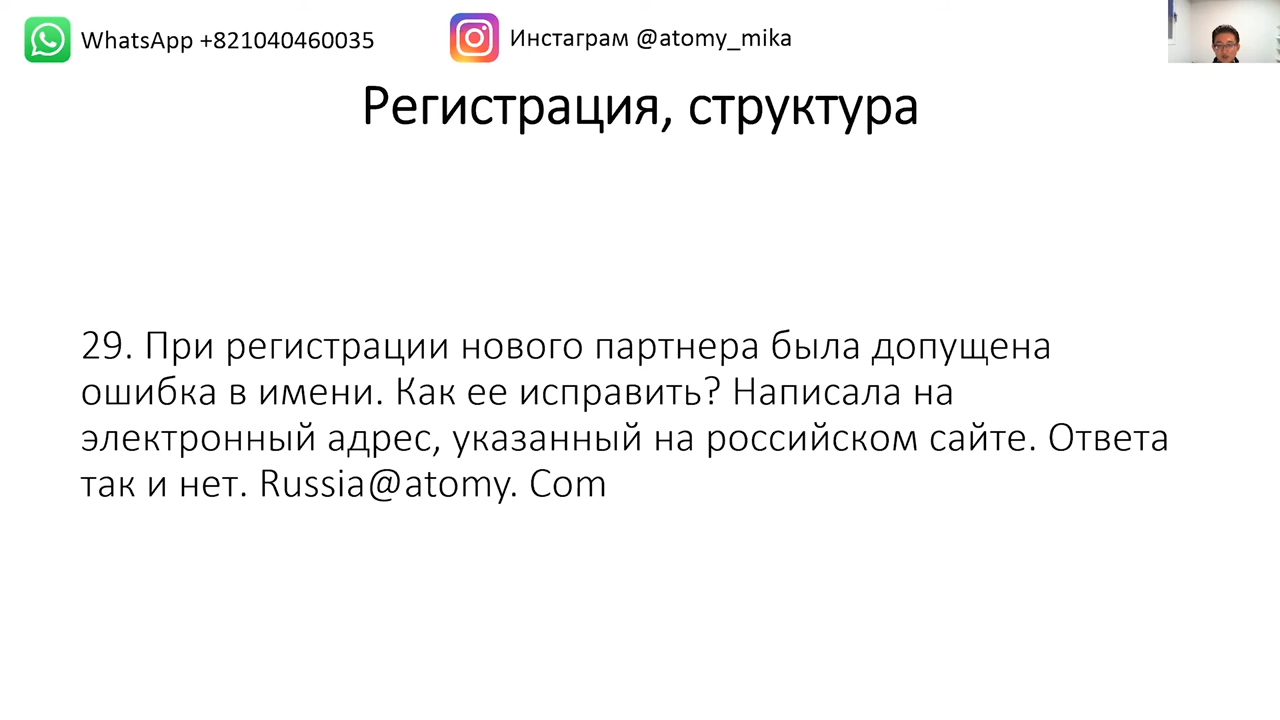 WhatsApp +821040460035
Инстаграм @atomy_mika
Регистрация, структура
29. При регистрации нового партнера была допущена
ошибка в имени. Как ее исправить? Написала на
электронный адрес, указанный на российском сайте. Ответа
так и нет. Russia@atomy. Com